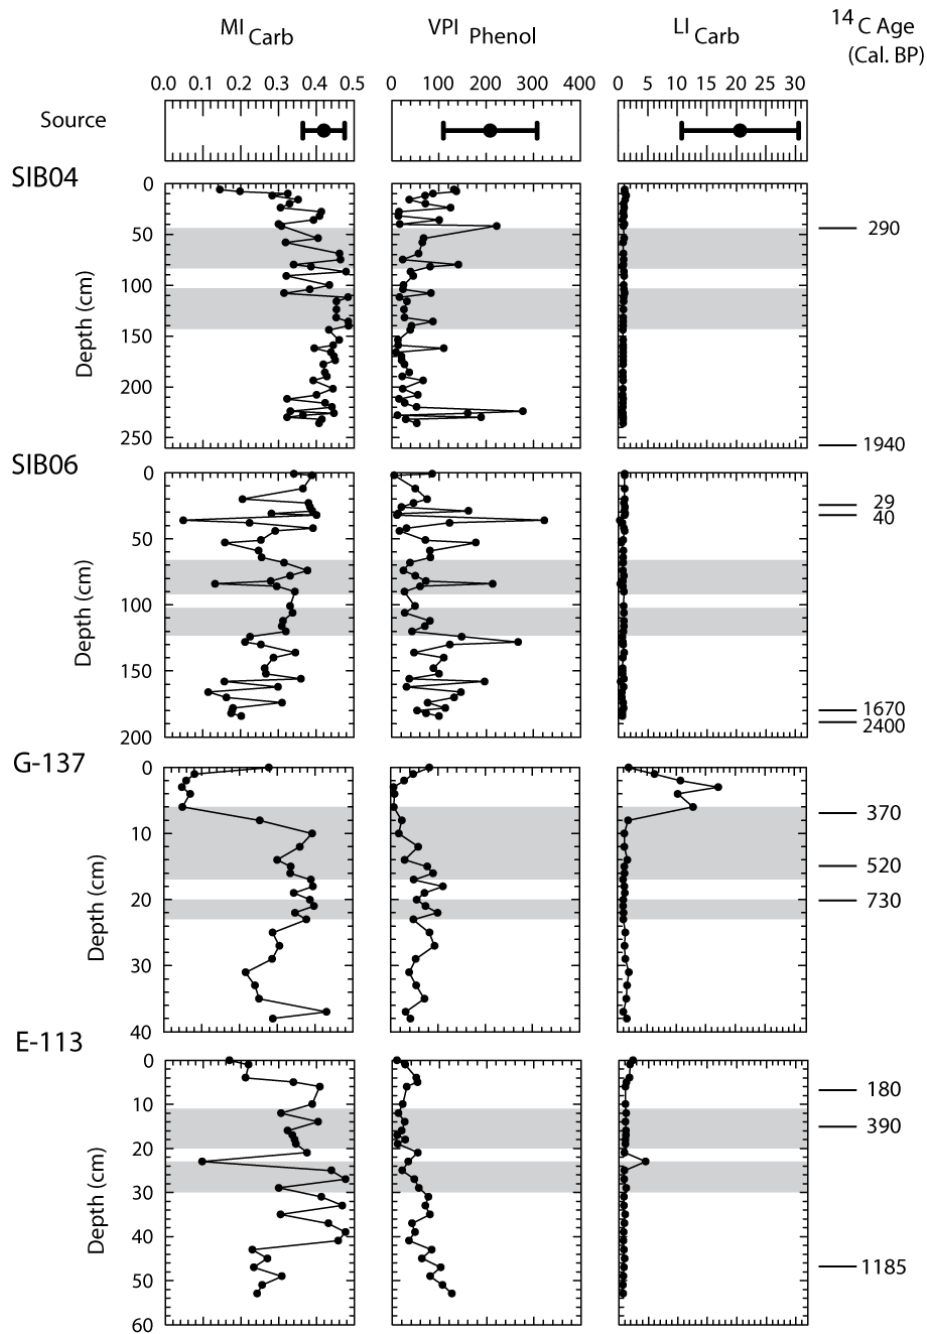 MI Carb VPI Phenol LI Carb 14C Age
(Cal. BP)
0.0 0.1 0.2 0.3 0.4 0.5 0 100 200 300 400 0 5 10 15 20 25 30
Source
SIB04
0
50 290
100
150
200
250 1940
Depth (cm)
SIB06
0
29
40
50
100
150
1670
200 2400
Depth (cm)
G-137
0
370
10
520
20 730
30
40
Depth (cm)
E-113
0
180
10
390
20
30
40
1185
50
60
Depth (cm)